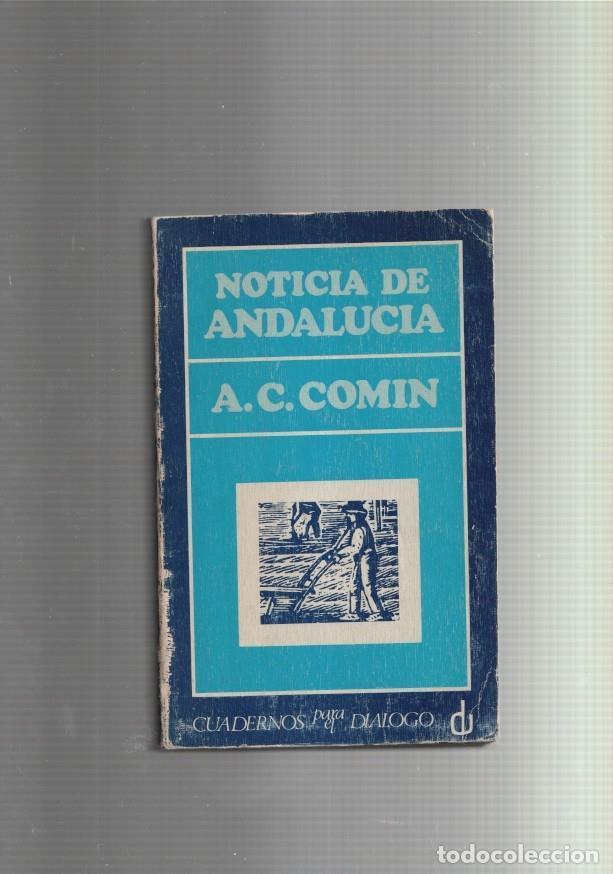 NOTICIA DE
ANDALUCIA
A.C. COMIN
CUADERNOS para el DIALOGO d
todocoleccion